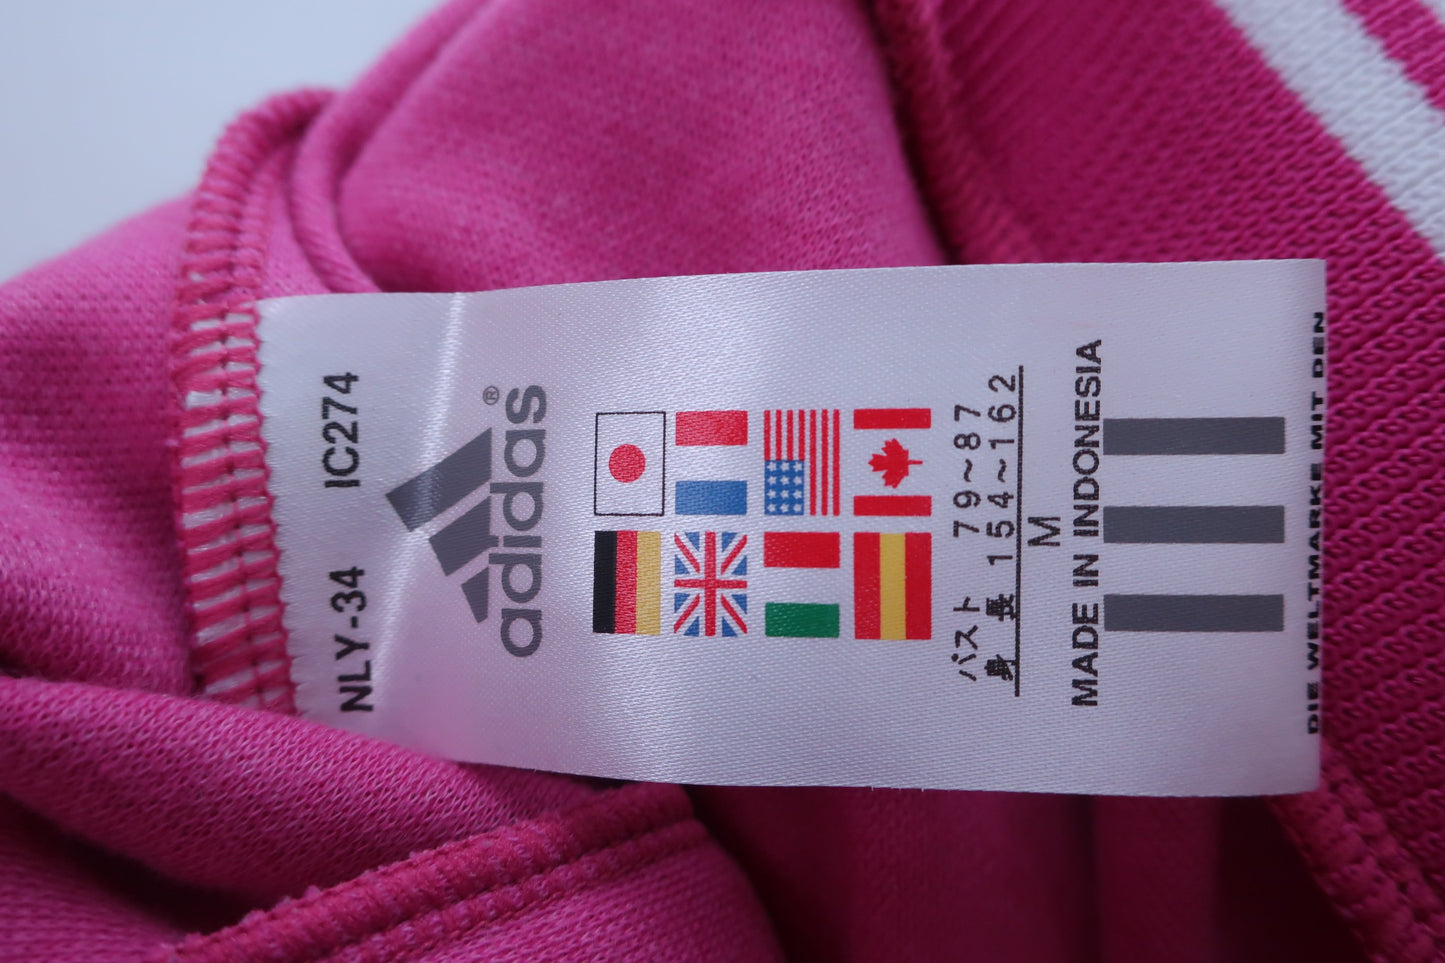 NLY-34 IC274
adidas®
バスト 79~87
身 長 154~162
M
MADE IN INDONESIA
DIE WELTMARKE MIT DEN